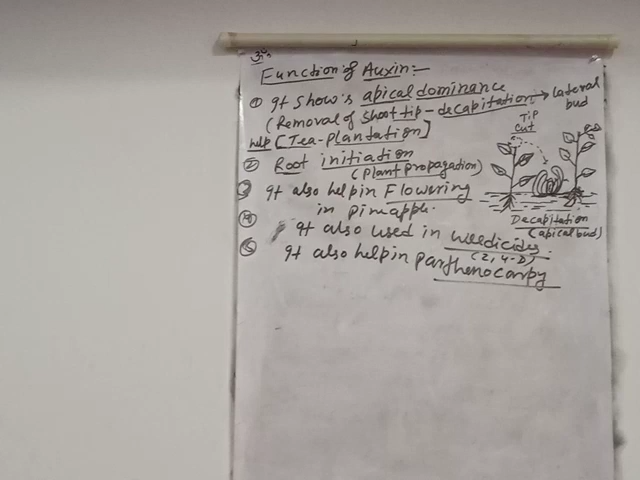 ॐ
Function of Auxin:-
① It show's apical dominance
(Removal of shoot tip - decapitation → lateral bud
help [Tea-plantation]
② Root initiation
(Plant propagation)
③ It also help in Flowering
in pineapple.
④ It also used in weedicides.
(2,4-D)
⑤ It also help in parthenocarpy
Tip
cut
Decapitation
(apical bud)